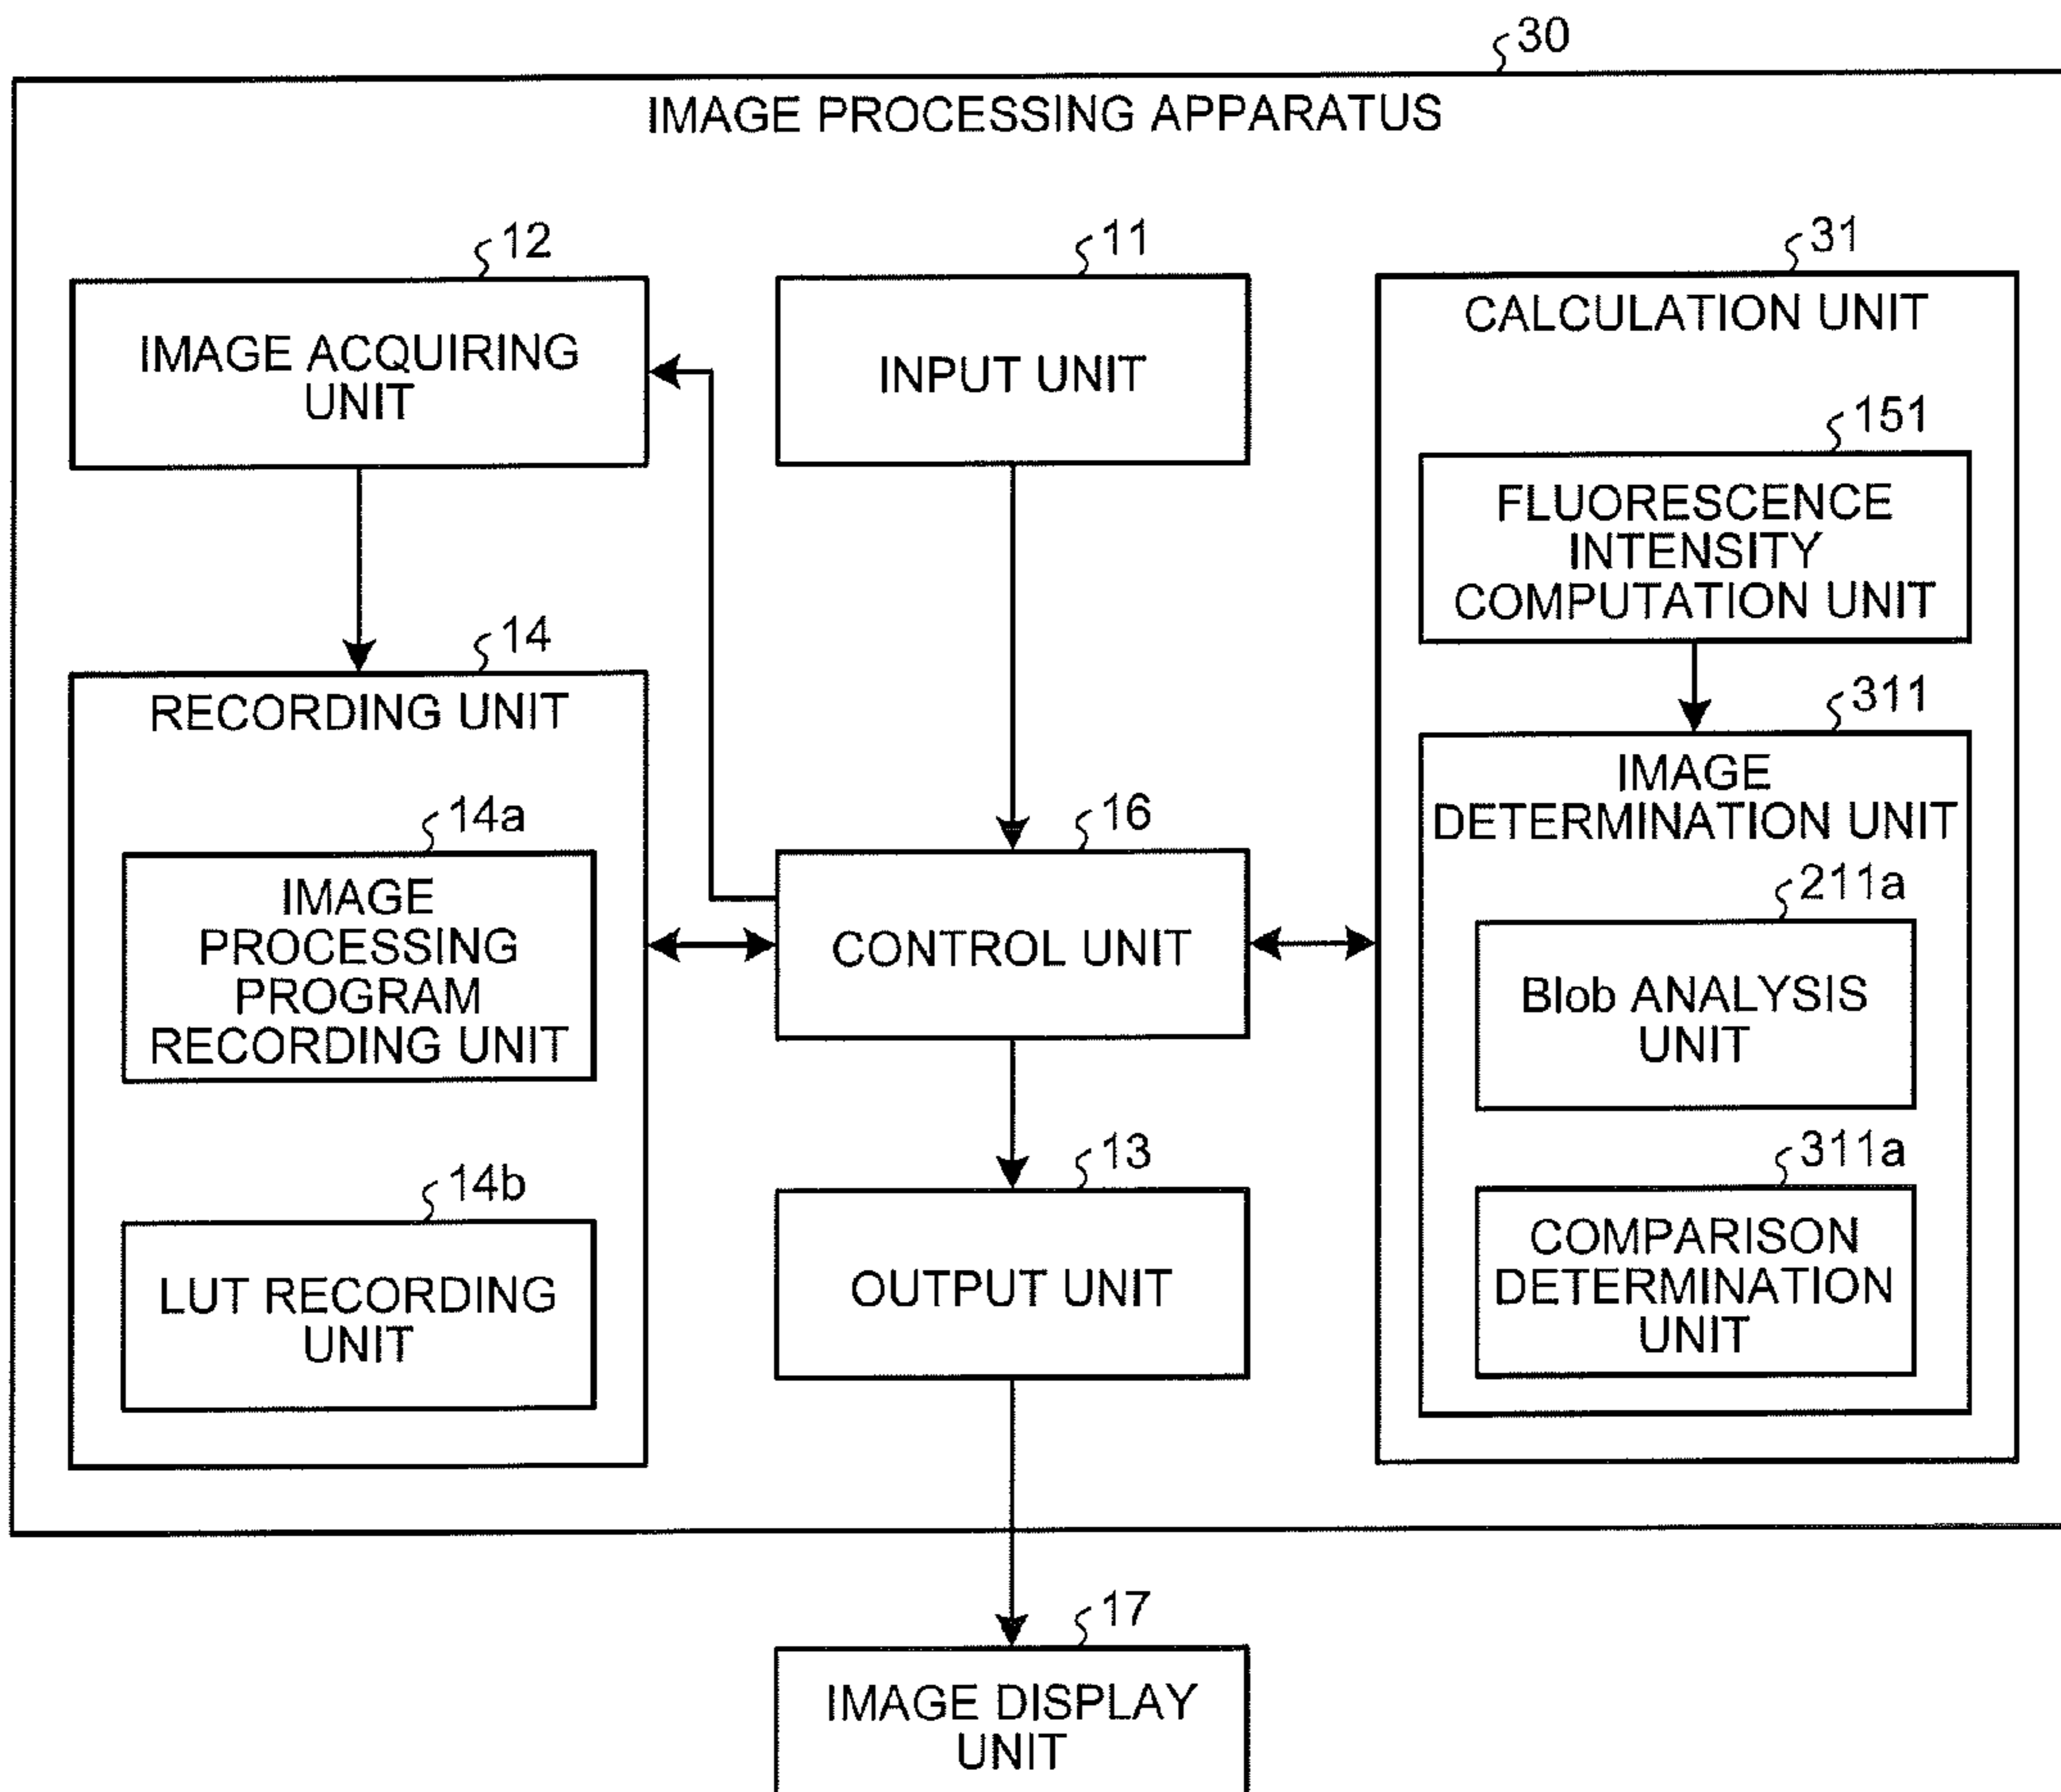 30
IMAGE PROCESSING APPARATUS
12
IMAGE ACQUIRING
UNIT
11
INPUT UNIT
31
CALCULATION UNIT
151
FLUORESCENCE
INTENSITY
COMPUTATION UNIT
14
RECORDING UNIT
14a
IMAGE
PROCESSING
PROGRAM
RECORDING UNIT
14b
LUT RECORDING
UNIT
16
CONTROL UNIT
13
OUTPUT UNIT
311
IMAGE
DETERMINATION UNIT
211a
Blob ANALYSIS
UNIT
311a
COMPARISON
DETERMINATION
UNIT
17
IMAGE DISPLAY
UNIT